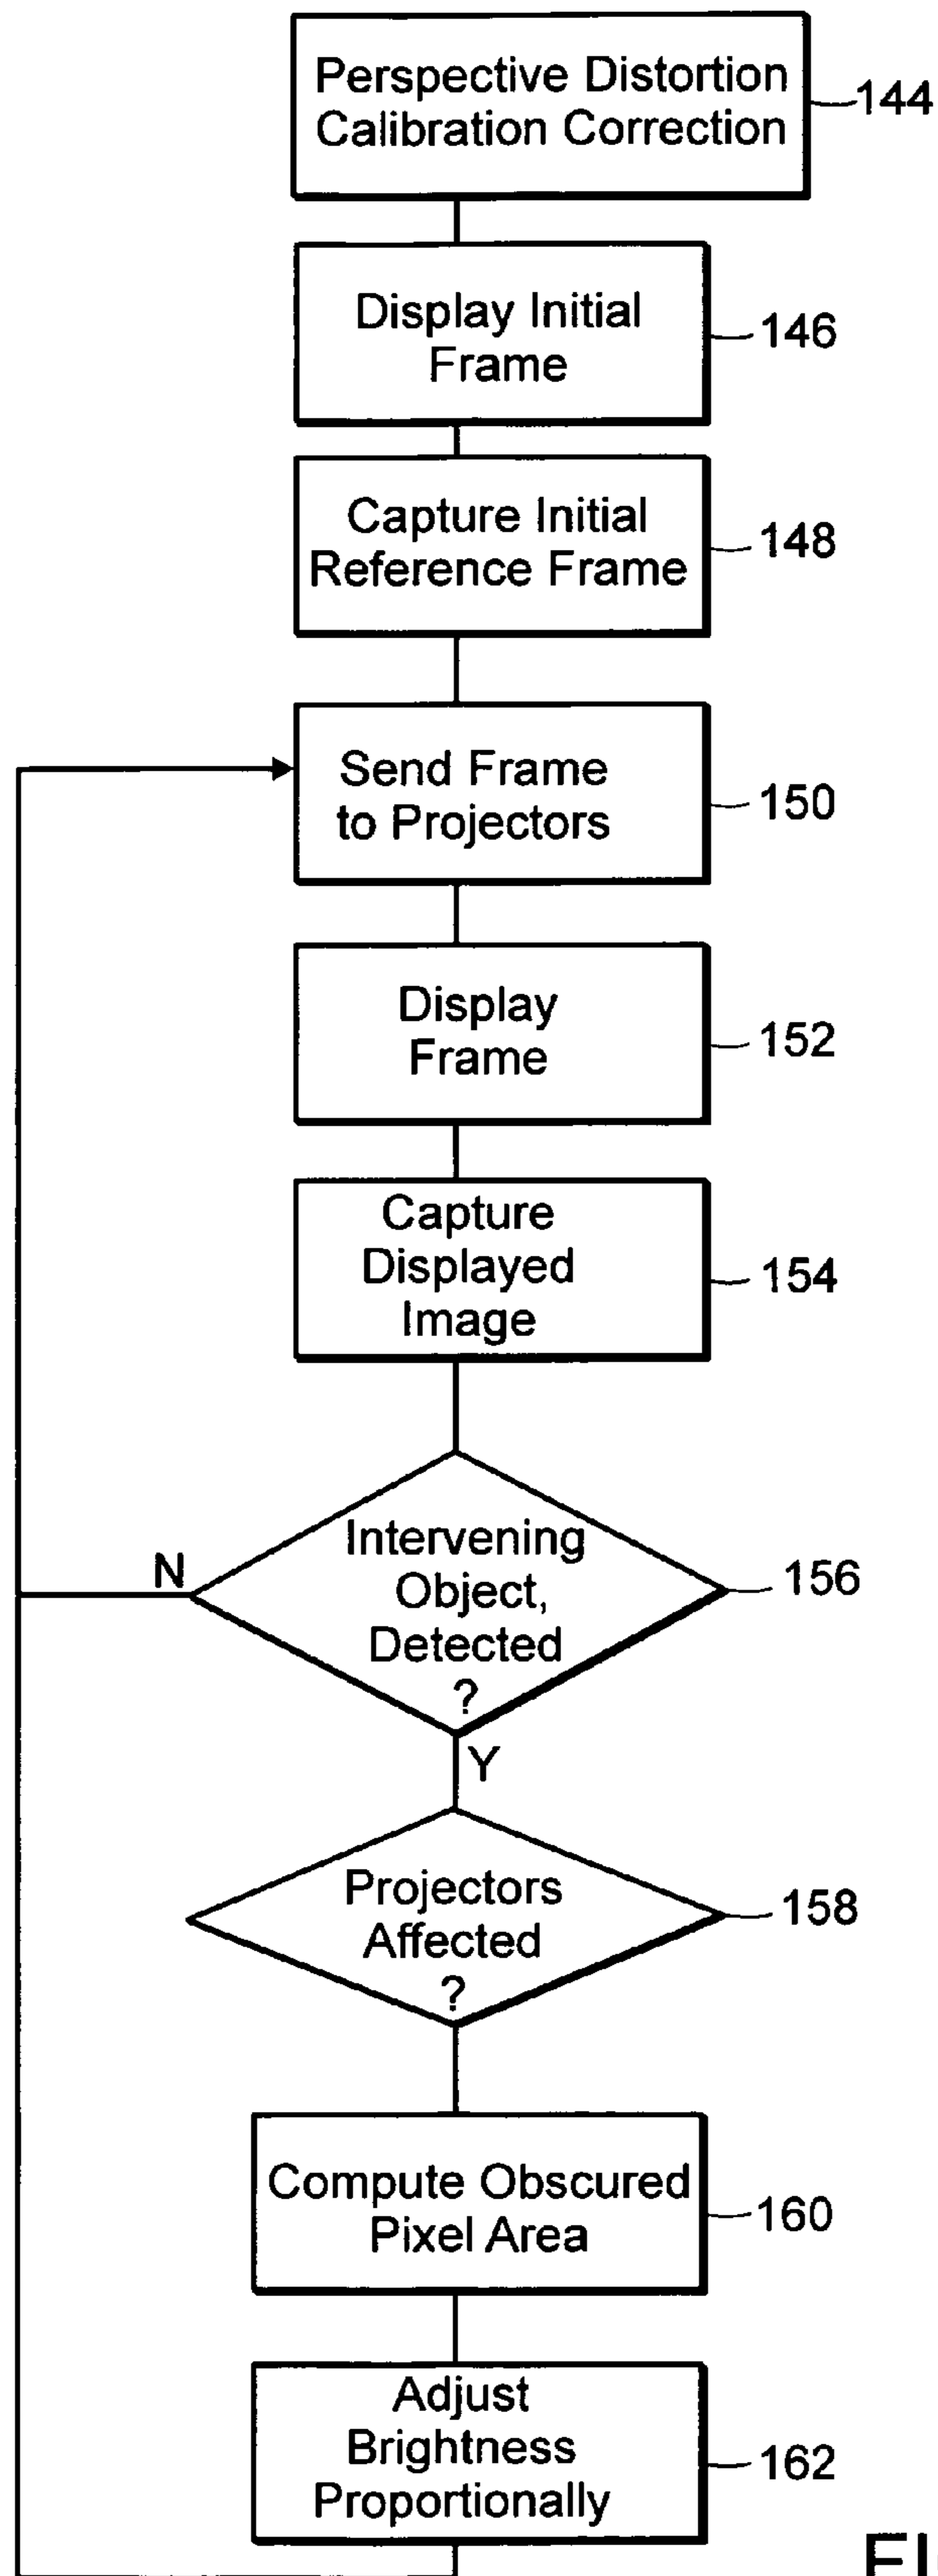 Perspective Distortion
Calibration Correction
144
Display Initial
Frame
146
Capture Initial
Reference Frame
148
Send Frame
to Projectors
150
Display
Frame
152
Capture
Displayed
Image
154
Intervening
Object,
Detected
?
156
N
Y
Projectors
Affected
?
158
Compute Obscured
Pixel Area
160
Adjust
Brightness
Proportionally
162